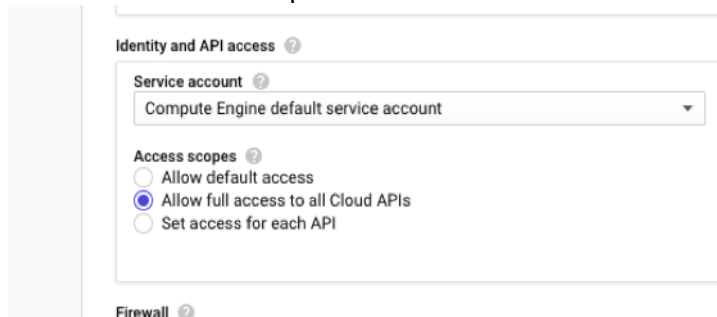 Identity and API access
Service account
Compute Engine default service account
Access scopes
Allow default access
Allow full access to all Cloud APIs
Set access for each API
Firewall